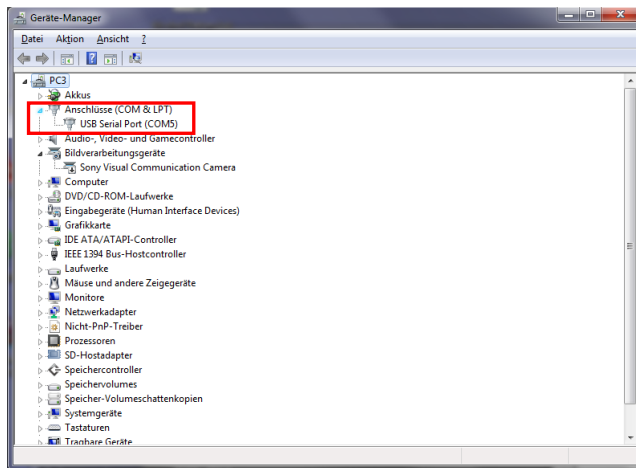 Geräte-Manager
Datei Aktion Ansicht ?
PC3
Akkus
Anschlüsse (COM & LPT)
USB Serial Port (COM5)
Audio-, Video- und Gamecontroller
Bildverarbeitungsgeräte
Sony Visual Communication Camera
Computer
DVD/CD-ROM-Laufwerke
Eingabegeräte (Human Interface Devices)
Grafikkarte
IDE ATA/ATAPI-Controller
IEEE 1394 Bus-Hostcontroller
Laufwerke
Mäuse und andere Zeigegeräte
Monitore
Netzwerkadapter
Nicht-PnP-Treiber
Prozessoren
SD-Hostadapter
Speichercontroller
Speichervolumes
Speicher-Volumeschattenkopien
Systemgeräte
Tastaturen
Tragbare Geräte